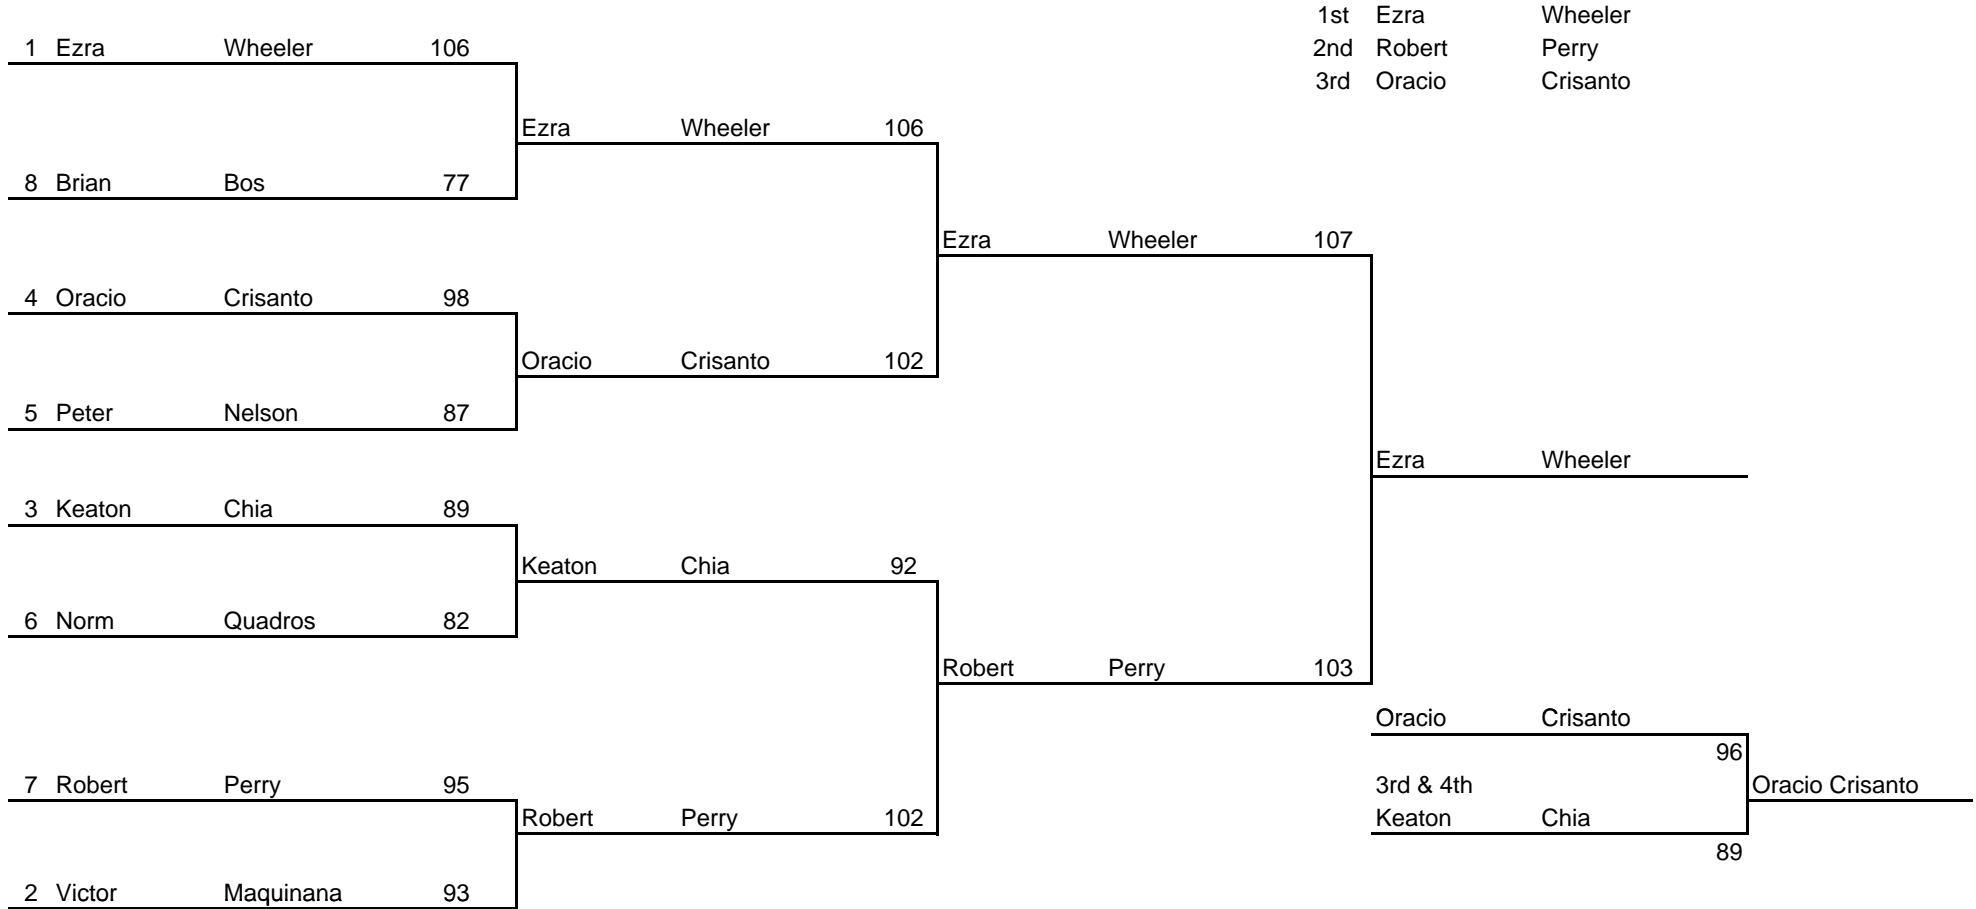 1st Ezra Wheeler
1 Ezra Wheeler 106
2nd Robert Perry
3rd Oracio Crisanto
Ezra Wheeler 106
8 Brian Bos 77
Ezra Wheeler 107
4 Oracio Crisanto 98
Oracio Crisanto 102
5 Peter Nelson 87
Ezra Wheeler
3 Keaton Chia 89
Keaton Chia 92
6 Norm Quadros 82
Robert Perry 103
Oracio Crisanto
96
7 Robert Perry 95
3rd & 4th
Oracio Crisanto
Robert Perry 102
Keaton Chia
89
2 Victor Maquinana 93